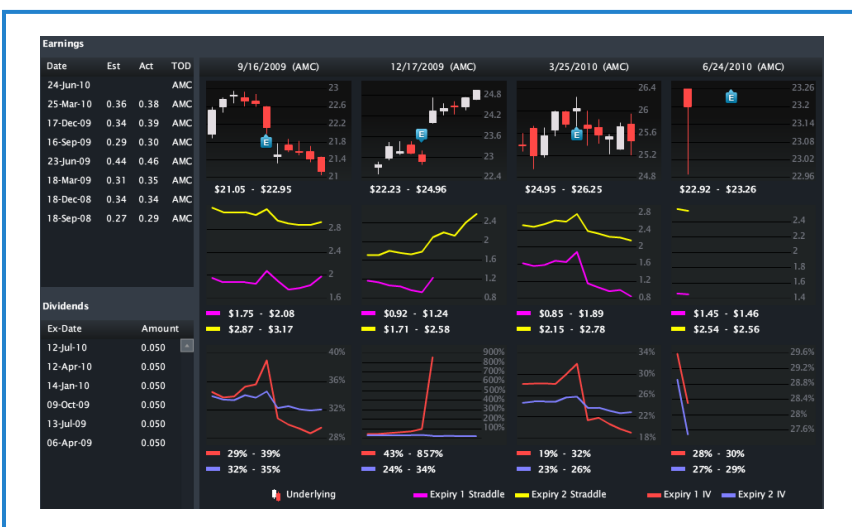 Earnings
Date Est Act TOD
24-Jun-10 AMC
25-Mar-10 0.36 0.38 AMC
17-Dec-09 0.34 0.39 AMC
16-Sep-09 0.29 0.30 AMC
23-Jun-09 0.44 0.46 AMC
18-Mar-09 0.31 0.35 AMC
18-Dec-08 0.34 0.34 AMC
18-Sep-08 0.27 0.29 AMC
Dividends
Ex-Date Amount
12-Jul-10 0.050
12-Apr-10 0.050
14-Jan-10 0.050
09-Oct-09 0.050
13-Jul-09 0.050
06-Apr-09 0.050
9/16/2009 (AMC)
23
22.6
22.2
21.8
21.4
21
E
$21.05 - $22.95
2.8
2.4
2
1.6
$1.75 - $2.08
$2.87 - $3.17
40%
36%
32%
28%
29% - 39%
32% - 35%
12/17/2009 (AMC)
24.8
24.2
23.6
23
22.4
E
$22.23 - $24.96
2.4
2
1.6
1.2
0.8
$0.92 - $1.24
$1.71 - $2.58
900%
800%
700%
600%
500%
400%
300%
200%
100%
43% - 857%
24% - 34%
3/25/2010 (AMC)
26.4
26
25.6
25.2
24.8
E
$24.95 - $26.25
2.8
2.4
2
1.6
1.2
0.8
$0.85 - $1.89
$2.15 - $2.78
34%
30%
26%
22%
18%
19% - 32%
23% - 26%
6/24/2010 (AMC)
23.26
23.2
23.14
23.08
23.02
22.96
E
$22.92 - $23.26
2.4
2.2
2
1.8
1.6
1.4
$1.45 - $1.46
$2.54 - $2.56
29.6%
29.2%
28.8%
28.4%
28%
27.6%
28% - 30%
27% - 29%
Underlying Expiry 1 Straddle Expiry 2 Straddle Expiry 1 IV Expiry 2 IV